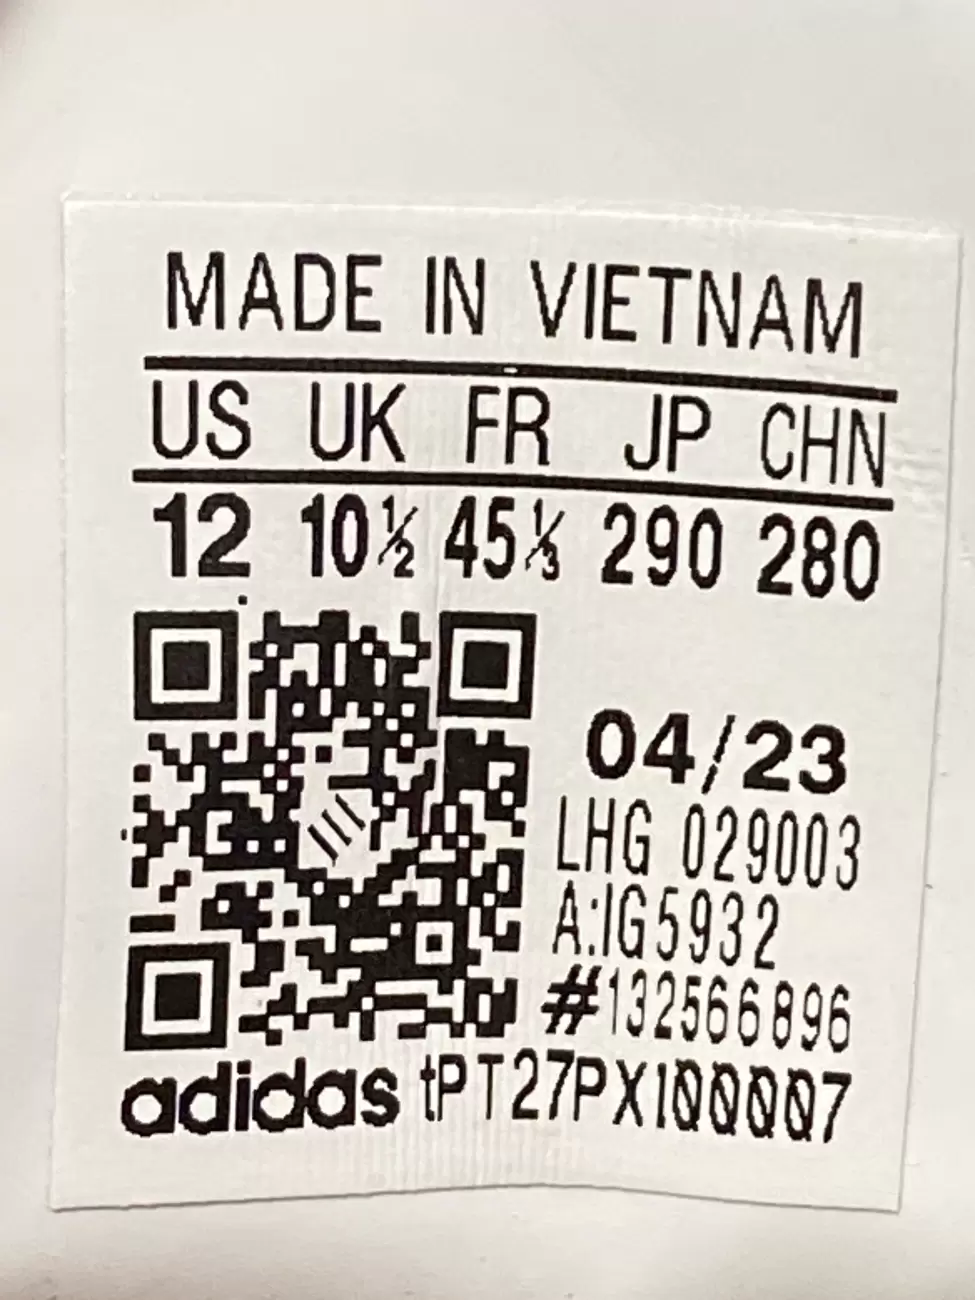 MADE IN VIETNAM
US UK FR JP CHN
12 10½ 45⅓ 290 280
04/23
LHG 029003
A:IG5932
#132566896
adidas tPT27PX100007